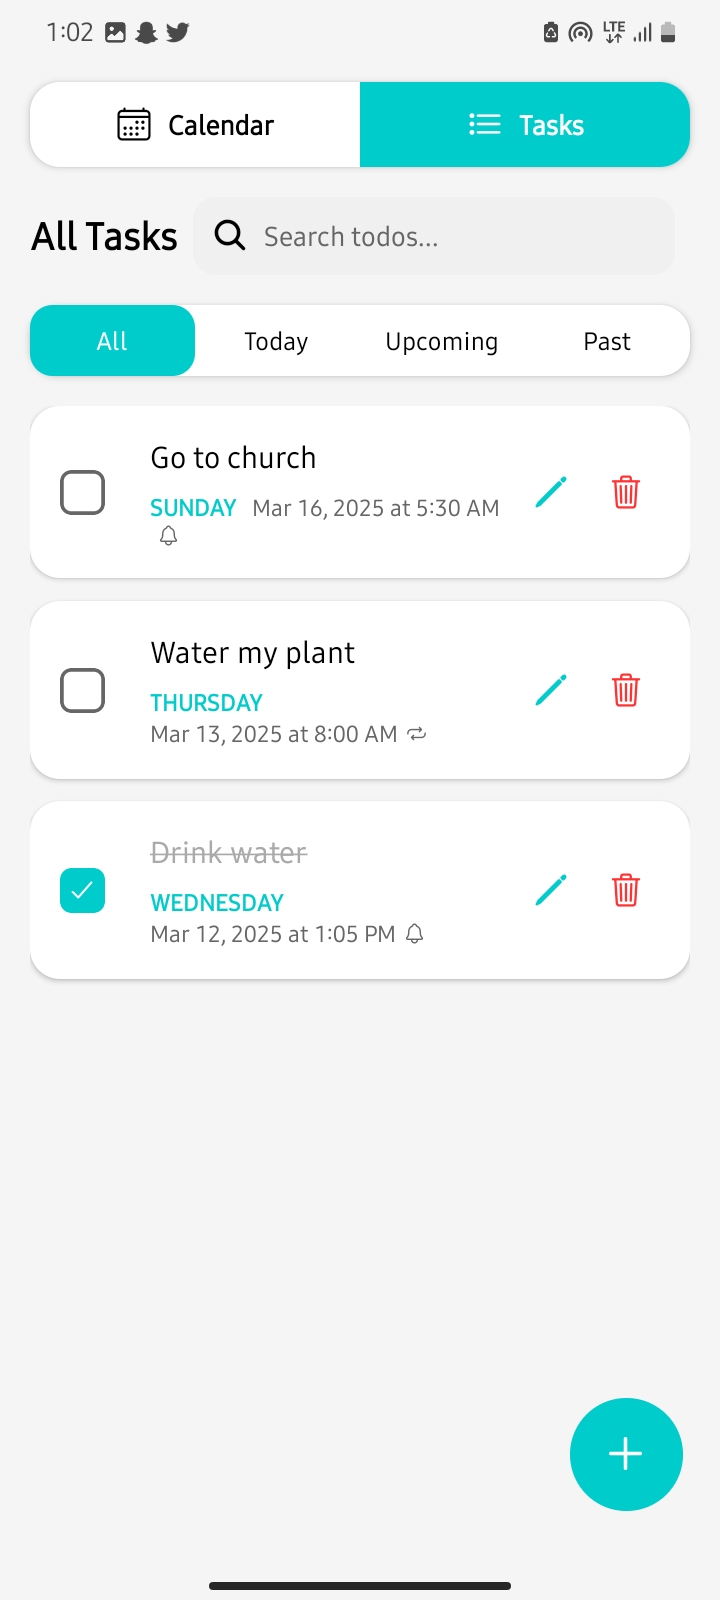 1:02 LTE
Calendar Tasks
All Tasks Search todos...
All Today Upcoming Past
Go to church
SUNDAY Mar 16, 2025 at 5:30 AM
Water my plant
THURSDAY
Mar 13, 2025 at 8:00 AM
Drink water
WEDNESDAY
Mar 12, 2025 at 1:05 PM